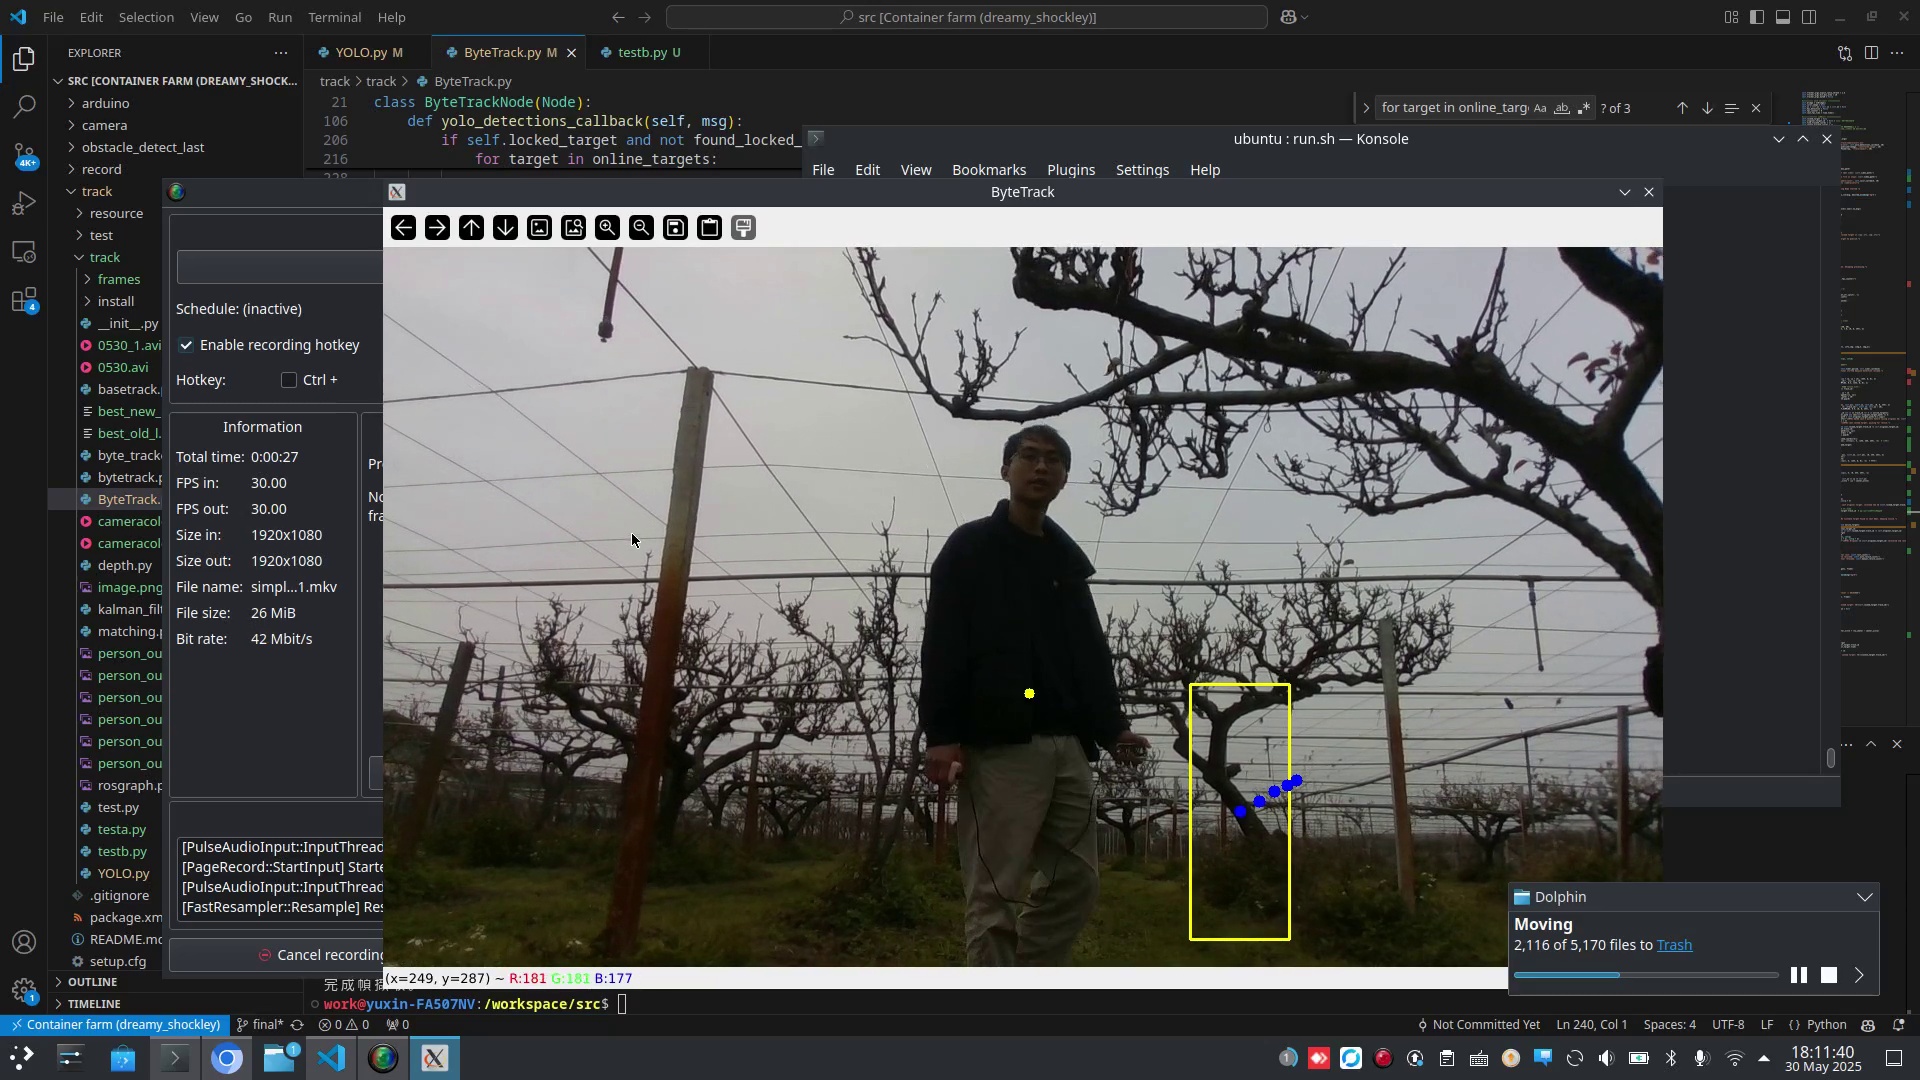 File Edit Selection View Go Run Terminal Help
src [Container farm (dreamy_shockley)]
EXPLORER
SRC [CONTAINER FARM (DREAMY_SHOCK...
arduino
camera
obstacle_detect_last
record
track
resource
test
track
frames
install
__init__.py
0530_1.avi
0530.avi
basetrack.
best_new_
best_old_l.
byte_track
bytetrack.p
ByteTrack.
cameracol
cameracol
depth.py
image.png
kalman_filt
matching.p
person_ou
person_ou
person_ou
person_ou
person_ou
person_ou
rosgraph.p
test.py
testa.py
testb.py
YOLO.py
.gitignore
package.xm
README.md
setup.cfg
OUTLINE
TIMELINE
4K+
4
1
YOLO.py M
ByteTrack.py M
testb.py U
track > track > ByteTrack.py
21 class ByteTrackNode(Node):
106 def yolo_detections_callback(self, msg):
206 if self.locked_target and not found_locked_
216 for target in online_targets:
for target in online_targ
Aa ab ? of 3
ubuntu : run.sh — Konsole
File Edit View Bookmarks Plugins Settings Help
ByteTrack
Schedule: (inactive)
Enable recording hotkey
Hotkey: Ctrl +
Information
Total time: 0:00:27
FPS in: 30.00
FPS out: 30.00
Size in: 1920x1080
Size out: 1920x1080
File name: simpl...1.mkv
File size: 26 MiB
Bit rate: 42 Mbit/s
Pr
No
fra
[PulseAudioInput::InputThread
[PageRecord::StartInput] Starte
[PulseAudioInput::InputThread
[FastResampler::Resample] Res
Cancel recording
(x=249, y=287) ~ R:181 G:181 B:177
work@yuxin-FA507NV:/workspace/src$
Dolphin
Moving
2,116 of 5,170 files to Trash
Container farm (dreamy_shockley) final* 0 0 0
Not Committed Yet Ln 240, Col 1 Spaces: 4 UTF-8 LF Python
1
1
18:11:40
30 May 2025